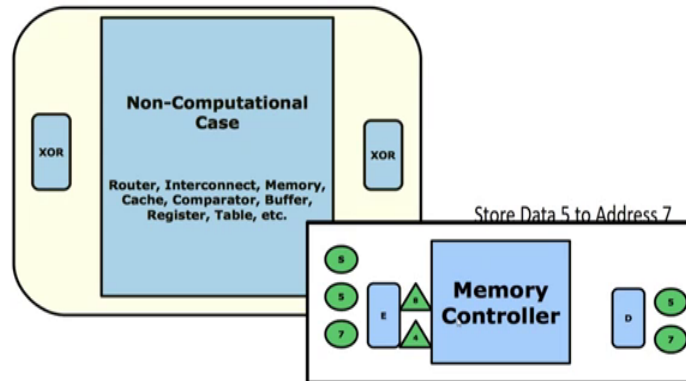 Non-Computational
Case
XOR
XOR
Router, Interconnect, Memory,
Cache, Comparator, Buffer,
Register, Table, etc.
Store Data 5 to Address 7
S
5
7
E
8
4
Memory
Controller
D
5
7